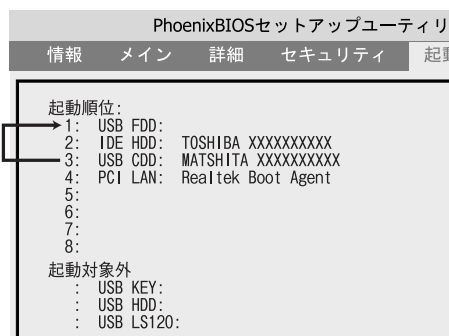 PhoenixBIOSセットアップユーティリ
情報 メイン 詳細 セキュリティ 起動
起動順位:
1: USB FDD:
2: IDE HDD: TOSHIBA XXXXXXXXXX
3: USB CDD: MATSHITA XXXXXXXXXX
4: PCI LAN: Realtek Boot Agent
5:
6:
7:
8:
起動対象外
: USB KEY:
: USB HDD:
: USB LS120: